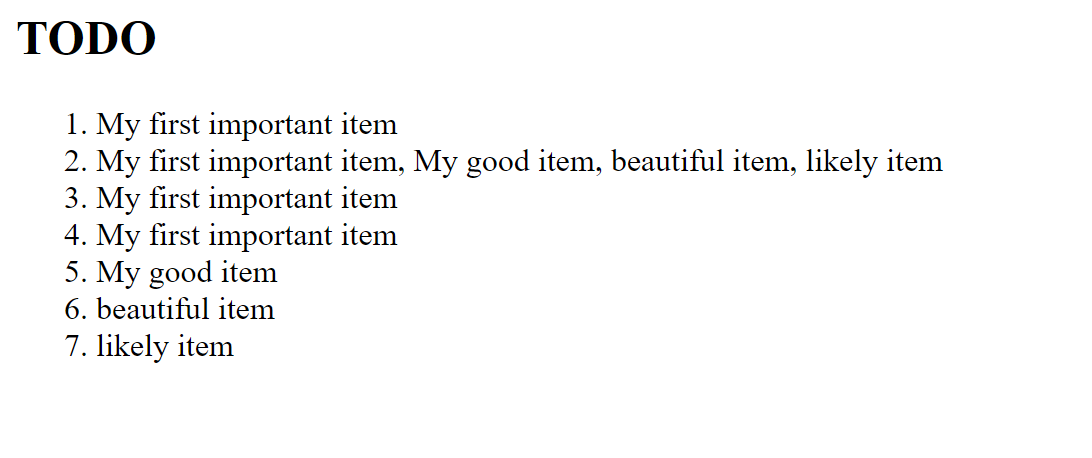 TODO
1. My first important item
2. My first important item, My good item, beautiful item, likely item
3. My first important item
4. My first important item
5. My good item
6. beautiful item
7. likely item